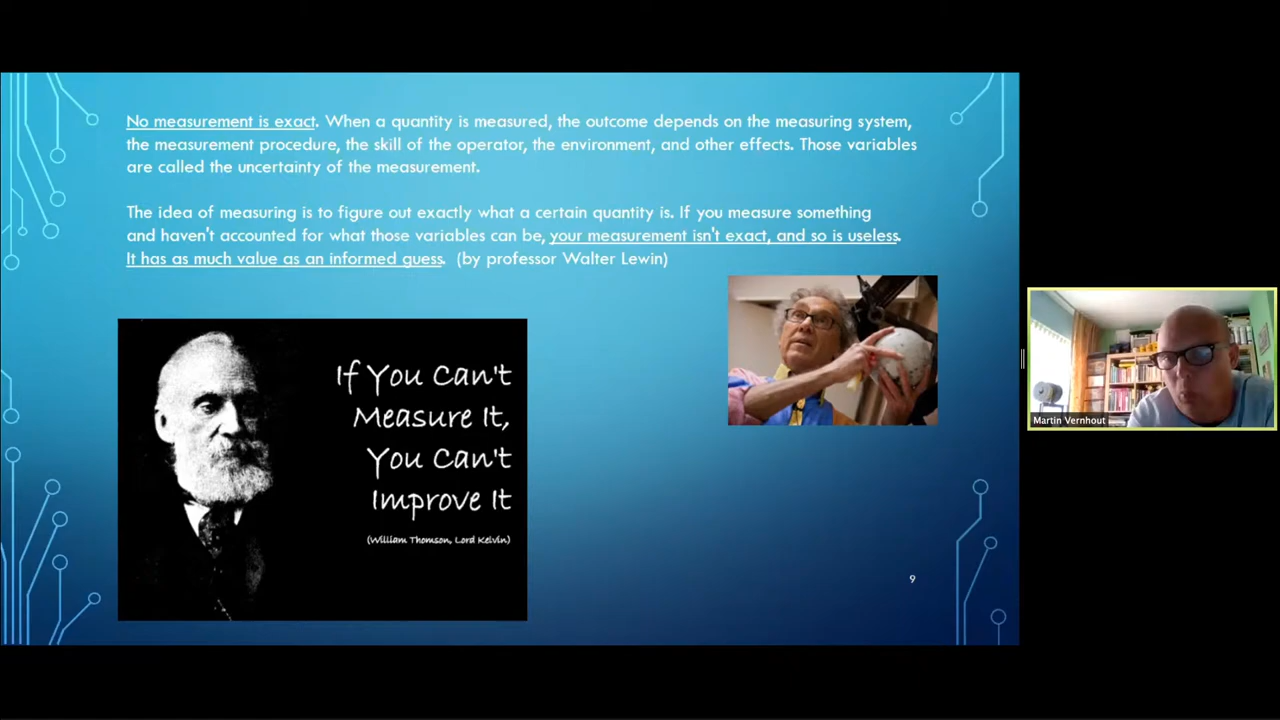 No measurement is exact. When a quantity is measured, the outcome depends on the measuring system,
the measurement procedure, the skill of the operator, the environment, and other effects. Those variables
are called the uncertainty of the measurement.
The idea of measuring is to figure out exactly what a certain quantity is. If you measure something
and haven't accounted for what those variables can be, your measurement isn't exact, and so is useless.
It has as much value as an informed guess. (by professor Walter Lewin)
If You Can't
Measure It,
You Can't
Improve It
(William Thomson, Lord Kelvin)
9
Martin Vernhout